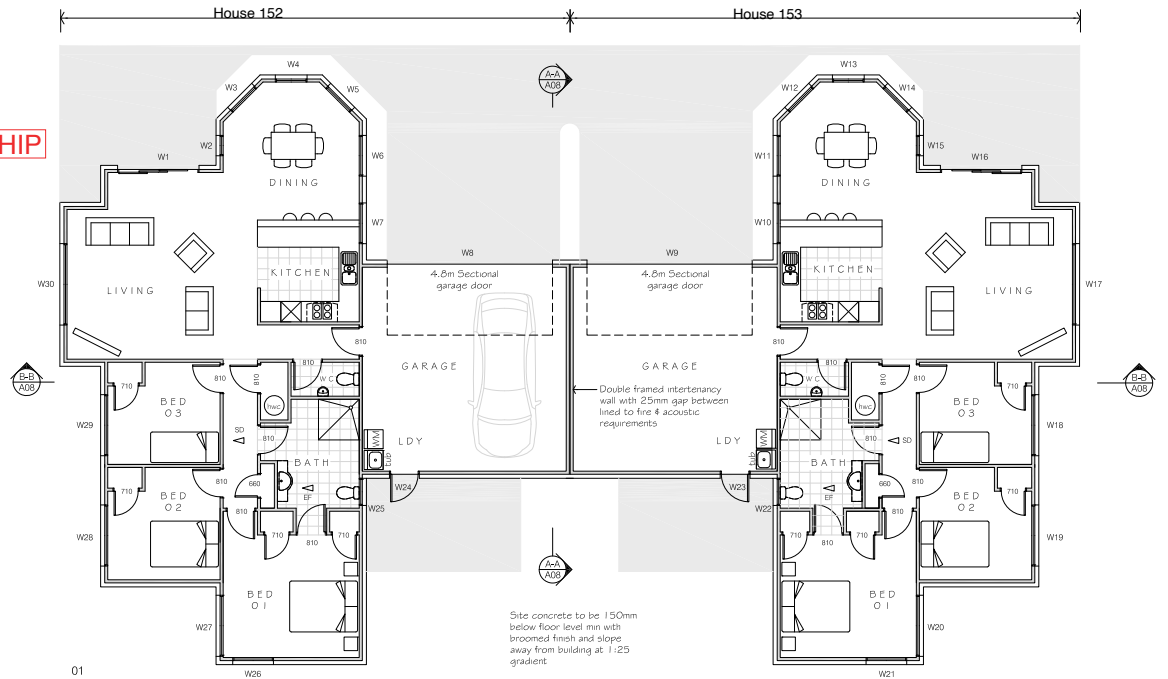 House 152
House 153
W4
W13
A-A
A08
W3
W5
W12
W14
HIP
W1
W2
W6
W11
W15
W16
DINING
DINING
W7
W10
W8
W9
KITCHEN
4.8m Sectional
garage door
4.8m Sectional
garage door
KITCHEN
W30
LIVING
LIVING
W17
810
810
GARAGE
GARAGE
B-B
A08
B-B
A08
710
810
810
810
WC
WC
810
810
810
710
BED
03
HWC
Double framed intertenancy
wall with 25mm gap between
lined to fire & acoustic
requirements
HWC
BED
03
W29
SD
810
WM
LDY
LDY
WM
810
SD
W18
tub
tub
BATH
BATH
710
810
660
W24
W23
660
810
710
BED
02
EF
W25
W22
EF
BED
02
810
810
W28
710
810
710
710
810
710
W19
A-A
A08
BED
01
BED
01
Site concrete to be 150mm
below floor level min with
broomed finish and slope
away from building at 1:25
gradient
W27
W20
01
W26
W21